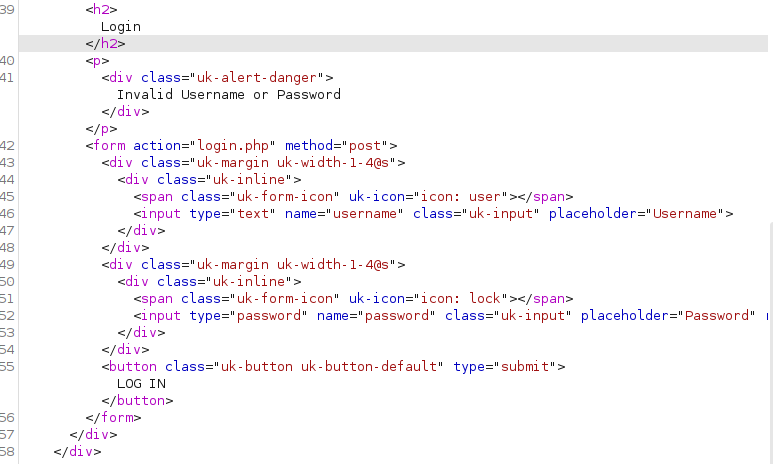 39 <h2>
Login
</h2>
40 <p>
41 <div class="uk-alert-danger">
Invalid Username or Password
</div>
</p>
42 <form action="login.php" method="post">
43 <div class="uk-margin uk-width-1-4@s">
44 <div class="uk-inline">
45 <span class="uk-form-icon" uk-icon="icon: user"></span>
46 <input type="text" name="username" class="uk-input" placeholder="Username">
47 </div>
48 </div>
49 <div class="uk-margin uk-width-1-4@s">
50 <div class="uk-inline">
51 <span class="uk-form-icon" uk-icon="icon: lock"></span>
52 <input type="password" name="password" class="uk-input" placeholder="Password"
53 </div>
54 </div>
55 <button class="uk-button uk-button-default" type="submit">
LOG IN
</button>
56 </form>
57 </div>
58 </div>